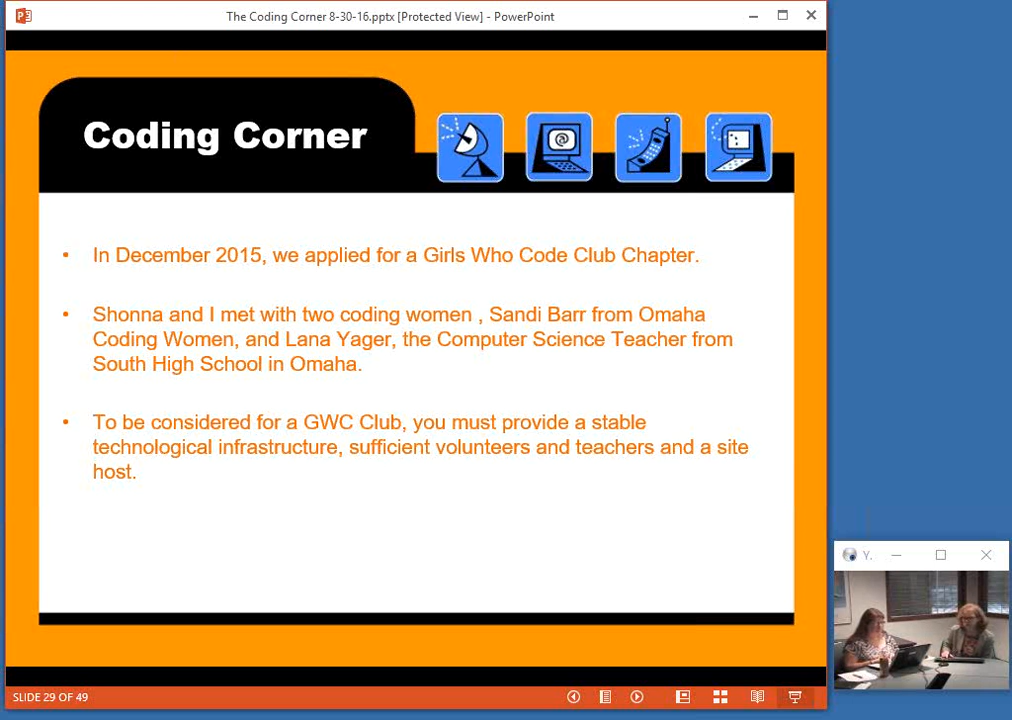 The Coding Corner 8-30-16.pptx [Protected View] - PowerPoint
Coding Corner
• In December 2015, we applied for a Girls Who Code Club Chapter.
• Shonna and I met with two coding women , Sandi Barr from Omaha
Coding Women, and Lana Yager, the Computer Science Teacher from
South High School in Omaha.
• To be considered for a GWC Club, you must provide a stable
technological infrastructure, sufficient volunteers and teachers and a site
host.
Y.
SLIDE 29 OF 49